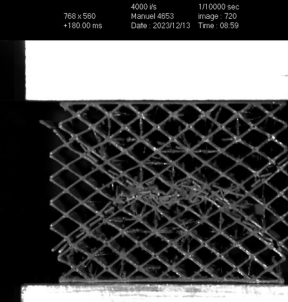 4000 i/s
1/10000 sec
768 x 560
Manuel 4653
image : 720
+180.00 ms
Date : 2023/12/13
Time : 08:59